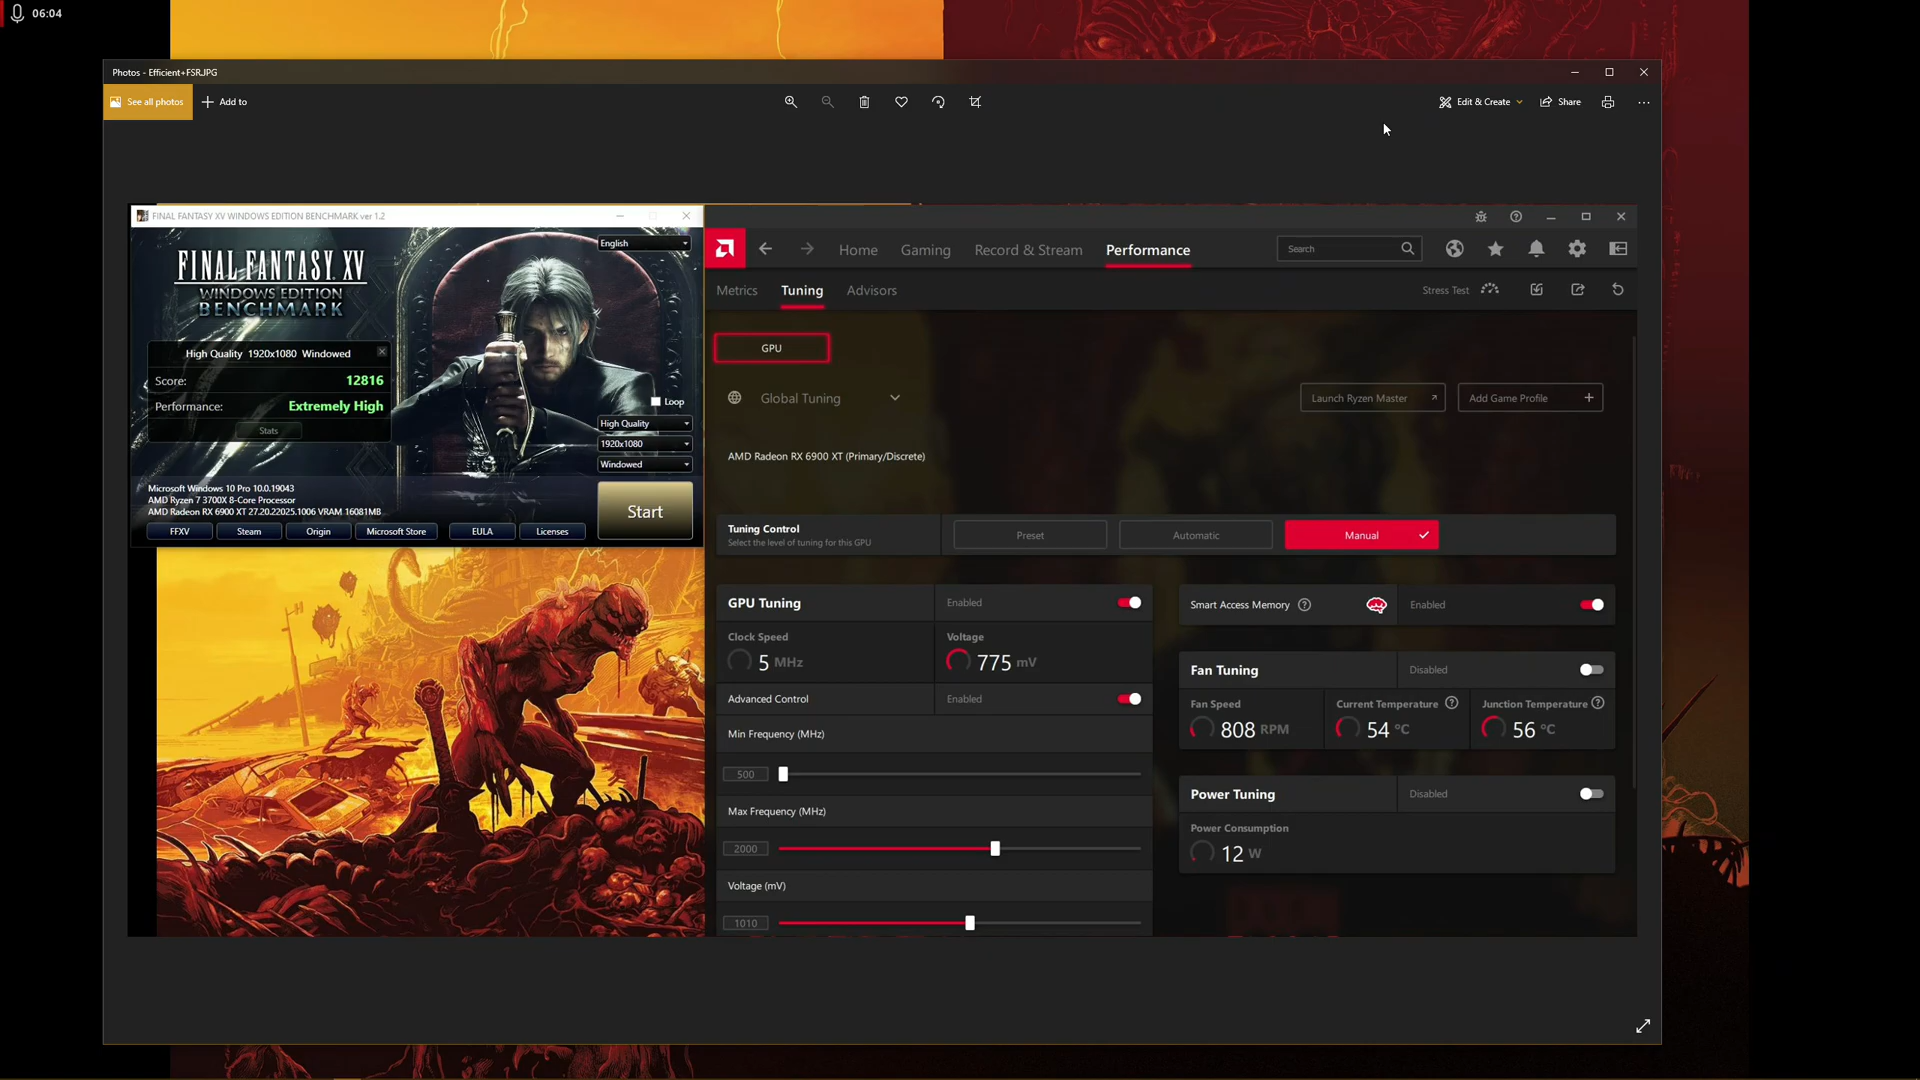 06:04
Photos - Efficient+FSR.JPG
See all photos
Add to
Edit & Create
Share
FINAL FANTASY XV WINDOWS EDITION BENCHMARK ver 1.2
English
FINAL FANTASY XV
WINDOWS EDITION
BENCHMARK
High Quality 1920x1080 Windowed
Score: 12816
Performance: Extremely High
Stats
Loop
High Quality
1920x1080
Windowed
Start
Microsoft Windows 10 Pro 10.0.19043
AMD Ryzen 7 3700X 8-Core Processor
AMD Radeon RX 6900 XT 27.20.22025.1006 VRAM 16081MB
FFXV Steam Origin Microsoft Store EULA Licenses
Home Gaming Record & Stream Performance
Search
Metrics Tuning Advisors
Stress Test
GPU
Global Tuning
Launch Ryzen Master
Add Game Profile
AMD Radeon RX 6900 XT (Primary/Discrete)
Tuning Control
Select the level of tuning for this GPU
Preset Automatic Manual
GPU Tuning Enabled
Clock Speed
5 MHz
Voltage
775 mV
Advanced Control Enabled
Min Frequency (MHz)
500
Max Frequency (MHz)
2000
Voltage (mV)
1010
Smart Access Memory Enabled
Fan Tuning Disabled
Fan Speed
808 RPM
Current Temperature
54 °C
Junction Temperature
56 °C
Power Tuning Disabled
Power Consumption
12 W